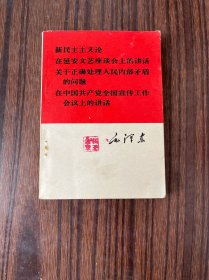 新民主主义论
在延安文艺座谈会上的讲话
关于正确处理人民内部矛盾
的问题
在中国共产党全国宣传工作
会议上的讲话
毛泽东